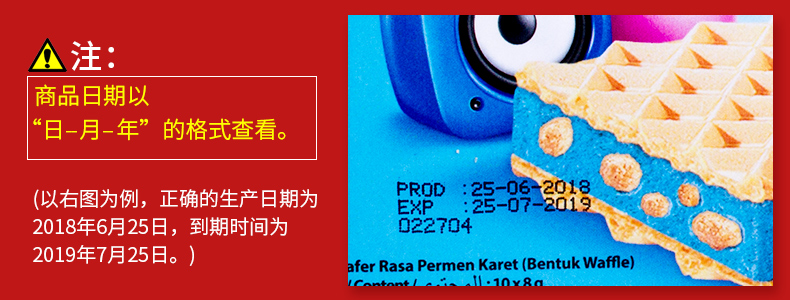 注：
商品日期以
“日-月-年”的格式查看。
(以右图为例，正确的生产日期为
2018年6月25日，到期时间为
2019年7月25日。)
PROD :25-06-2018
EXP :25-07-2019
022704
afer Rasa Permen Karet (Bentuk Waffle)
/ Content / المحتوى : 10 x 8 g